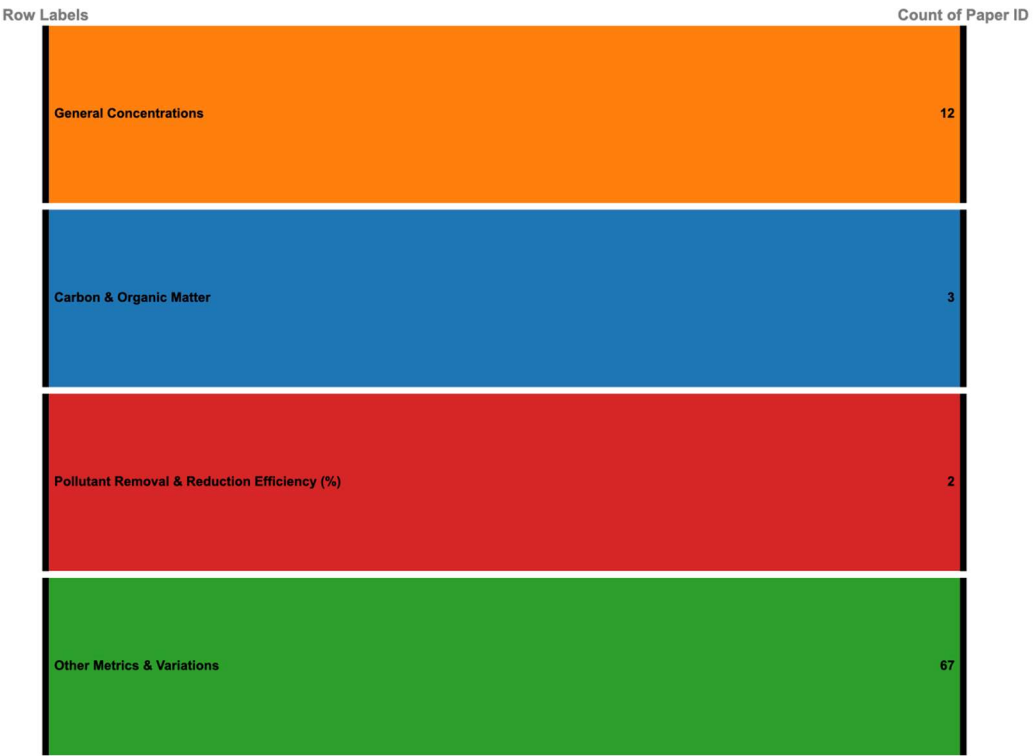 Row Labels Count of Paper ID
General Concentrations 12
Carbon & Organic Matter 3
Pollutant Removal & Reduction Efficiency (%) 2
Other Metrics & Variations 67